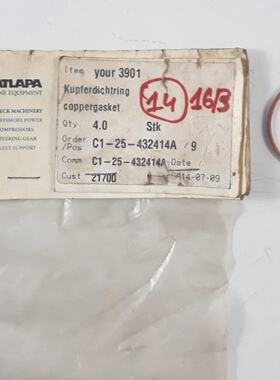 ATLAPA
NE EQUIPMENT
ECK MACHINERY
FFSHORE POWER
OMPRESSORS
TEERING GEAR
LEET SUPPORT
Item your 3901
Kupferdichtring
coppergasket
14 16/3
Qty 4.0 Stk
Order
/Pos C1-25-432414A / 9
Comm C1-25-432414A Date
Cust 21700 014-07-09